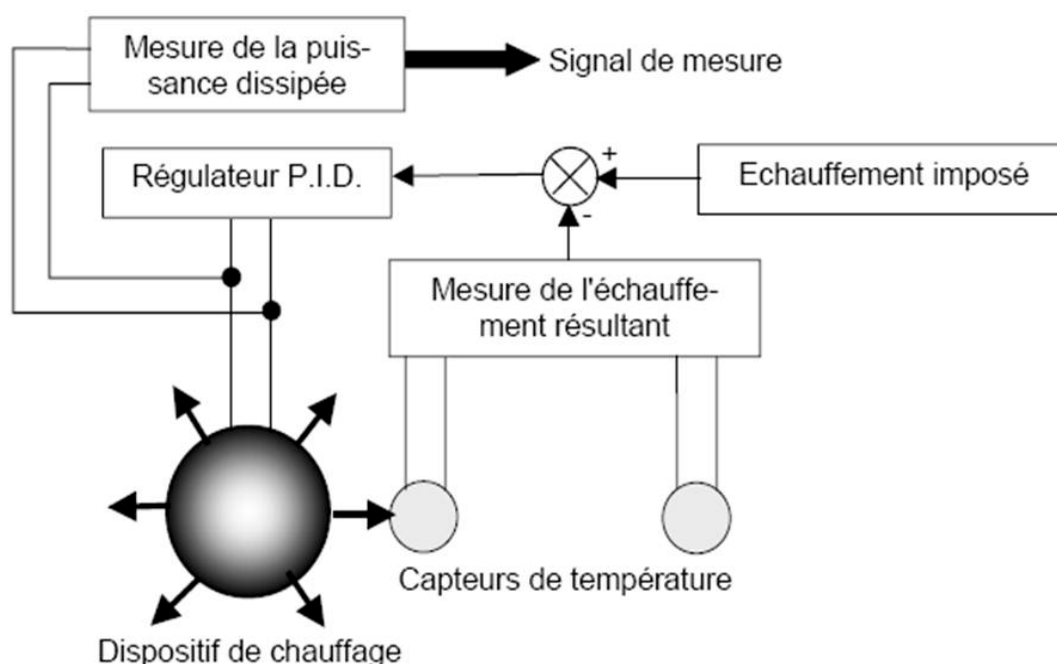 Mesure de la puis-
sance dissipée
Signal de mesure
Régulateur P.I.D.
+
Echauffement imposé
-
Mesure de l'échauffe-
ment résultant
Capteurs de température
Dispositif de chauffage